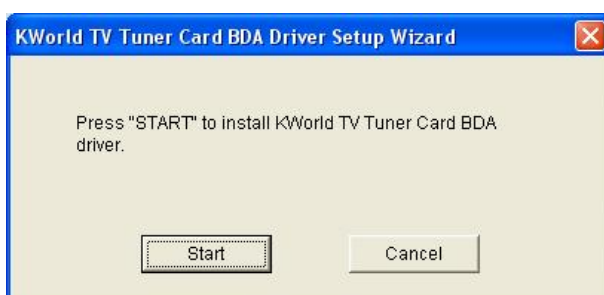 KWorld TV Tuner Card BDA Driver Setup Wizard
Press "START" to install KWorld TV Tuner Card BDA
driver.
Start
Cancel